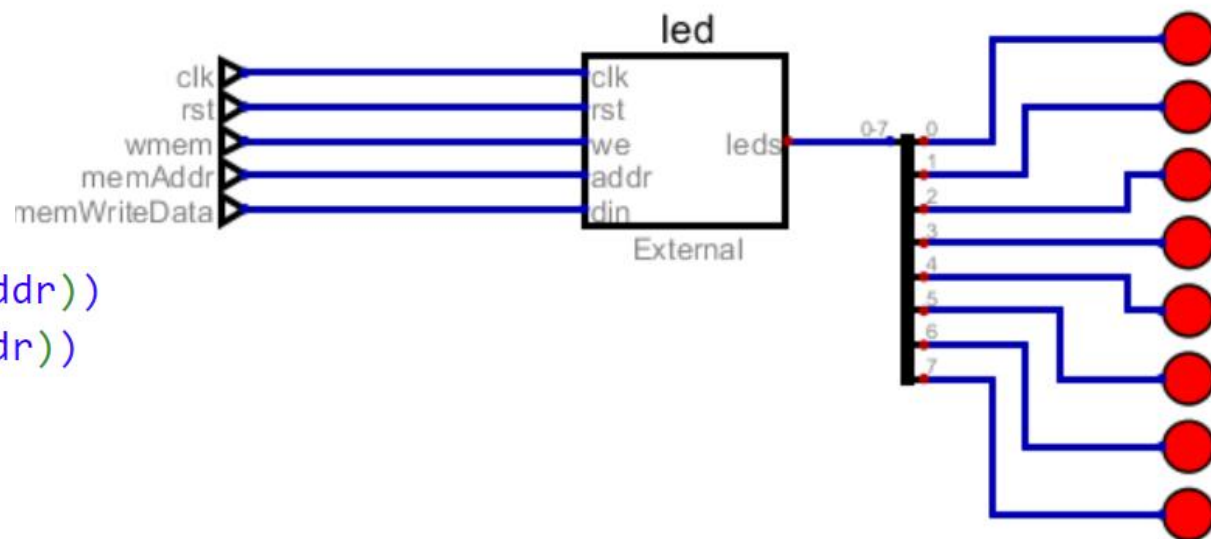 led
clk clk
rst rst
wmem we leds 0-7 0
memAddr addr 1
memWriteData din 2
External 3
ddr)) 4
dr)) 5
6
7